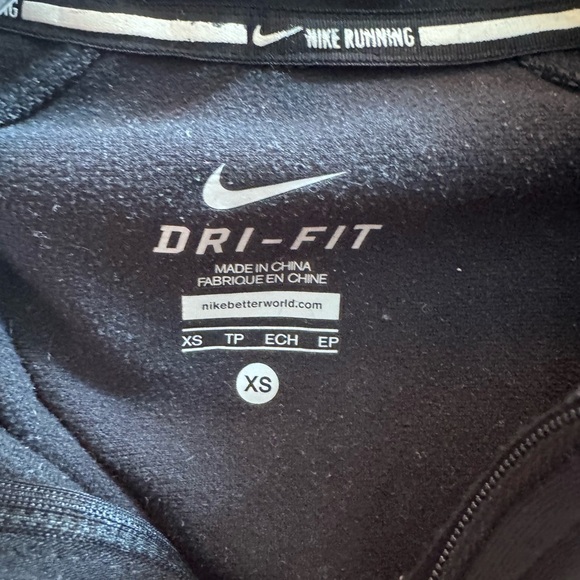 NIKE RUNNING
DRI-FIT
MADE IN CHINA
FABRIQUE EN CHINE
nikebetterworld.com
XS TP ECH EP
XS